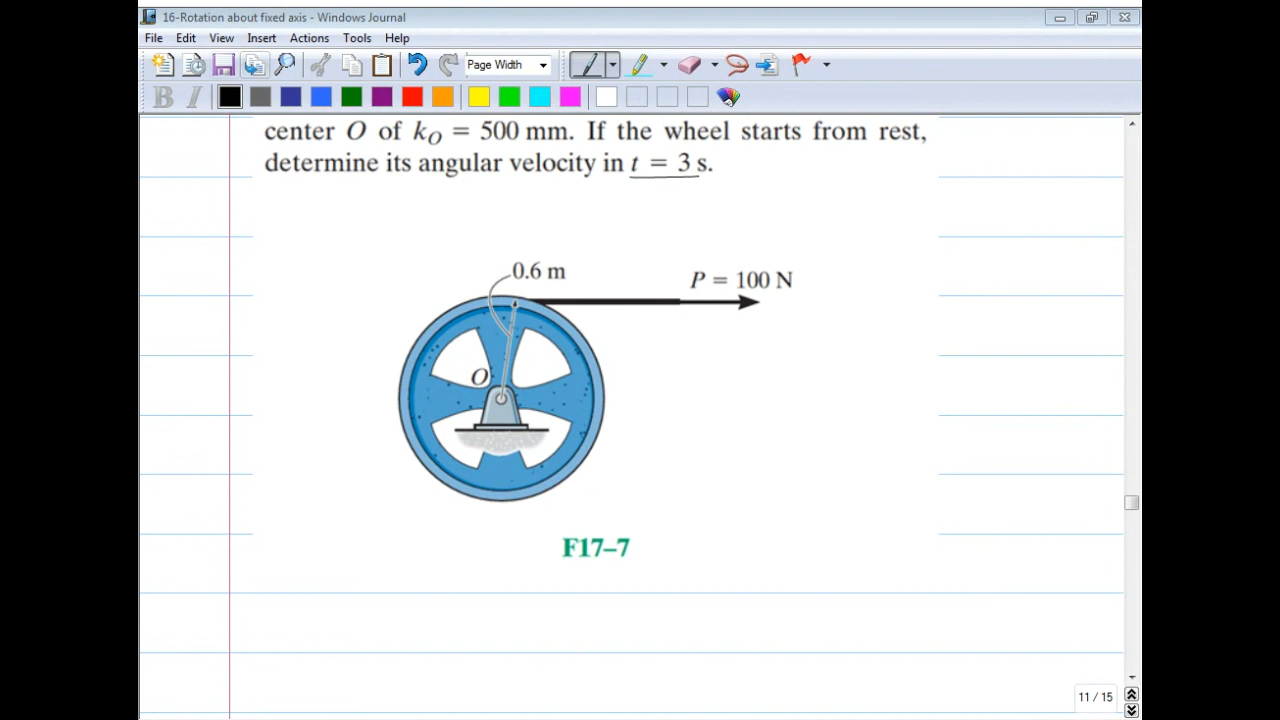 16-Rotation about fixed axis - Windows Journal
File Edit View Insert Actions Tools Help
Page Width
B I
center O of kO = 500 mm. If the wheel starts from rest,
determine its angular velocity in t = 3 s.
0.6 m
P = 100 N
O
F17–7
11 / 15